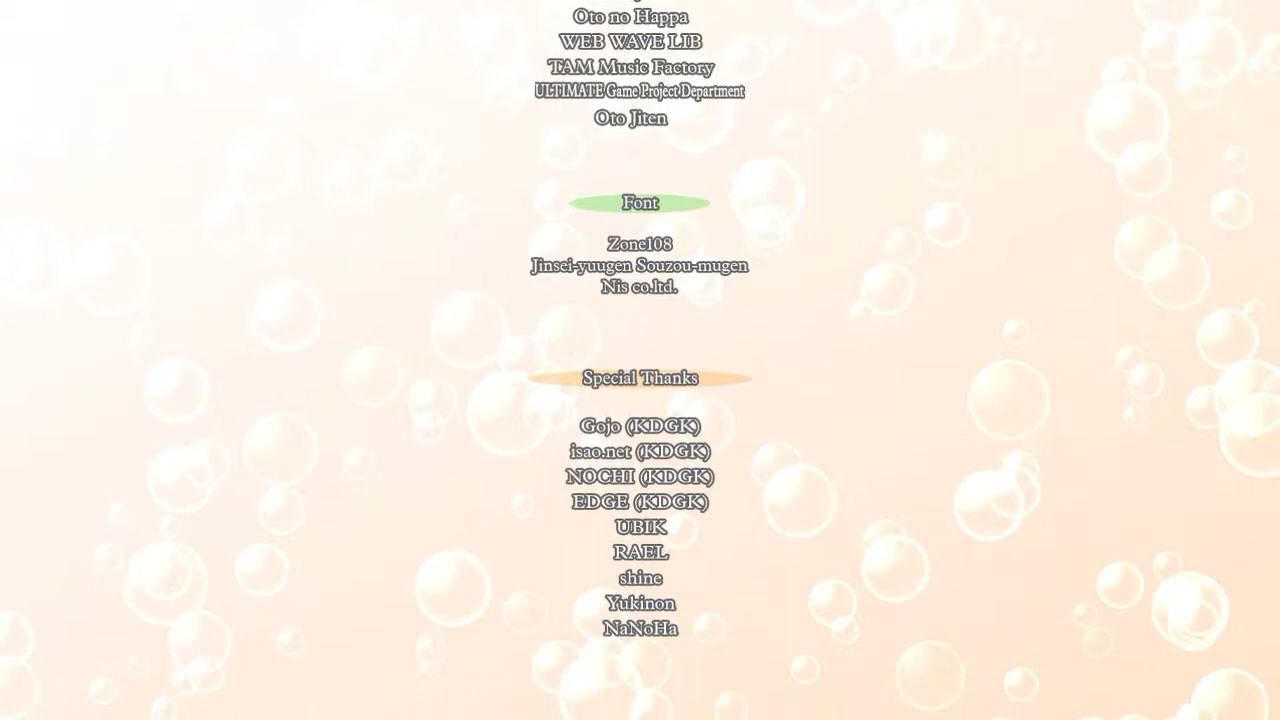 Oto no Happa
WEB WAVE LIB
TAM Music Factory
ULTIMATE Game Project Department
Oto Jiten
Font
Zone108
Jinsei-yuugen Souzou-mugen
Nis co.ltd.
Special Thanks
Gojo (KDGK)
isao.net (KDGK)
NOCHI (KDGK)
EDGE (KDGK)
UBIK
RAEL
shine
Yukinon
NaNoHa